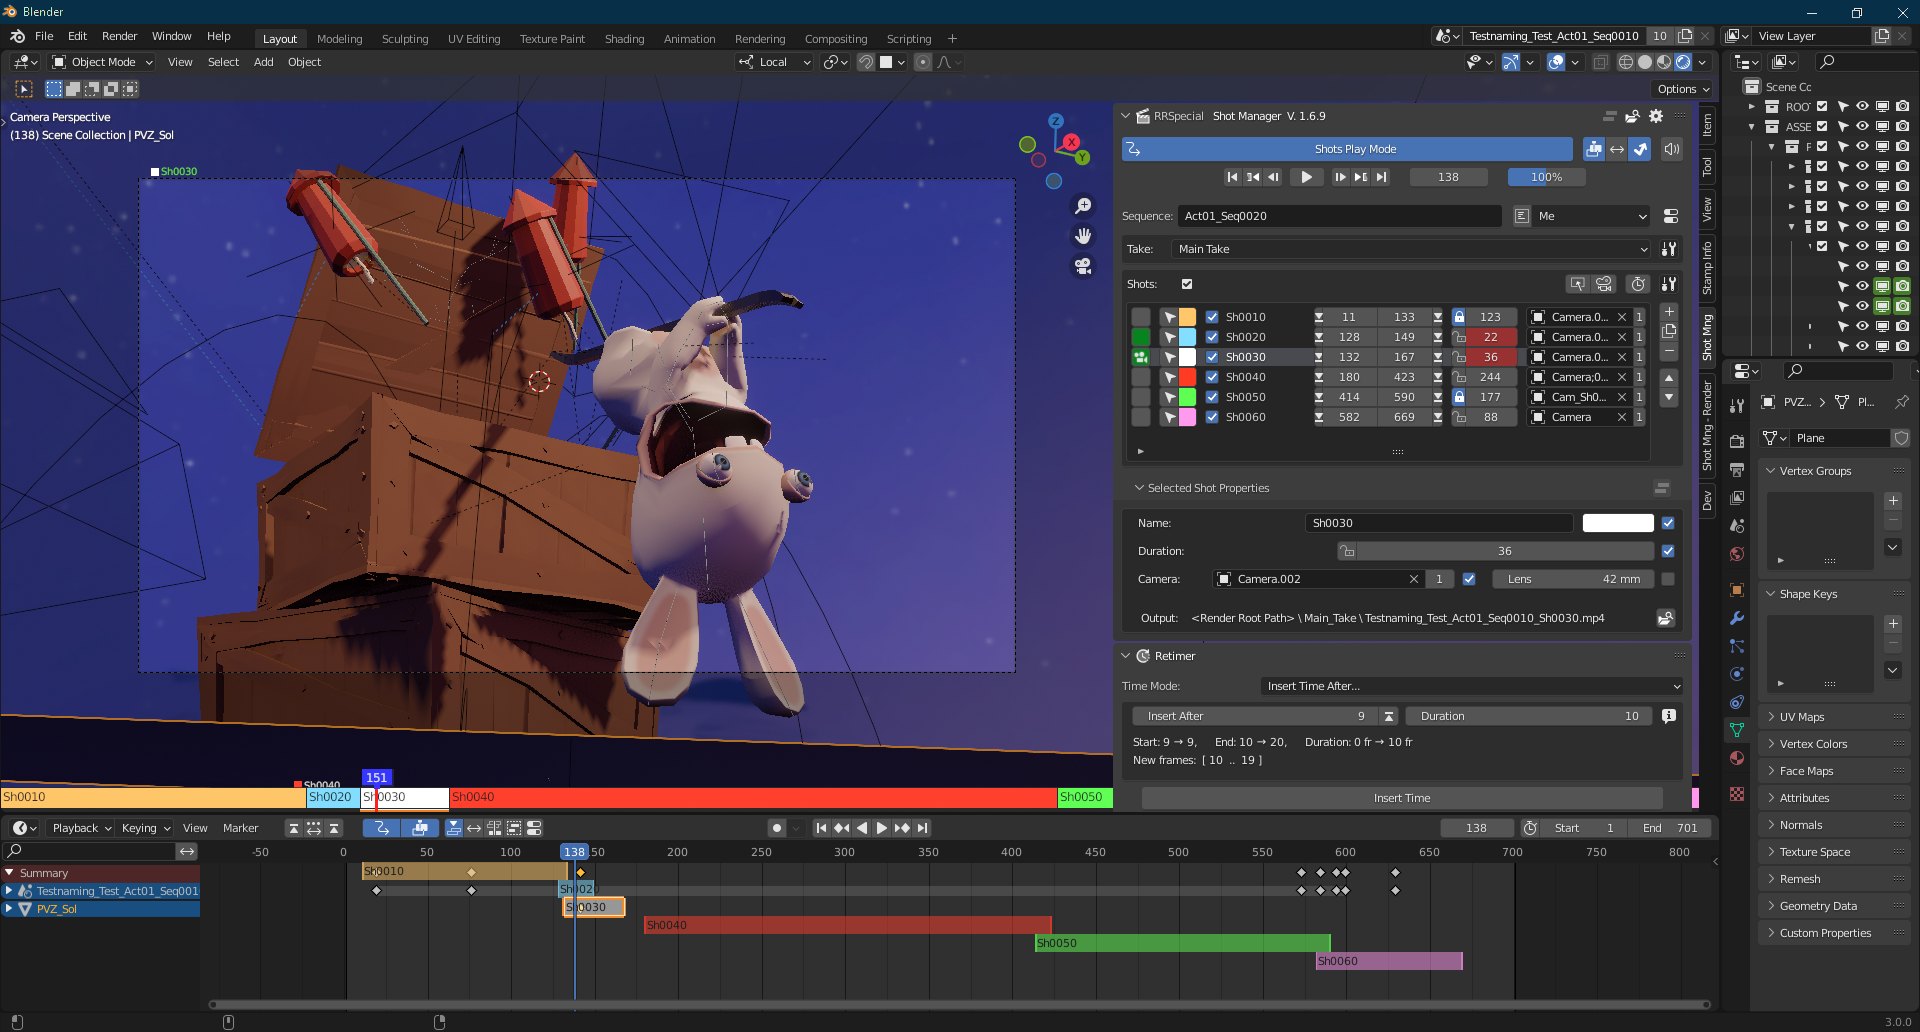 Blender
File Edit Render Window Help
Layout Modeling Sculpting UV Editing Texture Paint Shading Animation Rendering Compositing Scripting +
Testnaming_Test_Act01_Seq0010 10
View Layer
Object Mode View Select Add Object
Local
Options
Camera Perspective
(138) Scene Collection | PVZ_Sol
Sh0030
Z
X
Y
RRSpecial Shot Manager V. 1.6.9
Shots Play Mode
138 100%
Sequence: Act01_Seq0020 Me
Take: Main Take
Shots:
Sh0010 11 133 123 Camera.0... 1
Sh0020 128 149 22 Camera.0... 1
Sh0030 132 167 36 Camera.0... 1
Sh0040 180 423 244 Camera;0... 1
Sh0050 414 590 177 Cam_Sh0... 1
Sh0060 582 669 88 Camera 1
Selected Shot Properties
Name: Sh0030
Duration: 36
Camera: Camera.002 1 Lens 42 mm
Output: <Render Root Path> \ Main_Take \ Testnaming_Test_Act01_Seq0010_Sh0030.mp4
Retimer
Time Mode: Insert Time After...
Insert After 9 Duration 10
Start: 9 → 9, End: 10 → 20, Duration: 0 fr → 10 fr
New frames: [ 10 .. 19 ]
Insert Time
Item
Tool
View
Stamp Info
Shot Mng
Shot Mng - Render
Dev
Scene Cc
ROO
ASSE
F
PVZ... > Pl...
Plane
Vertex Groups
Shape Keys
UV Maps
Vertex Colors
Face Maps
Attributes
Normals
Texture Space
Remesh
Geometry Data
Custom Properties
Sh0040
151
Sh0010 Sh0020 Sh0030 Sh0040 Sh0050
Playback Keying View Marker
138 Start 1 End 701
-50 0 50 100 138 50 200 250 300 350 400 450 500 550 600 650 700 750 800
Summary
Testnaming_Test_Act01_Seq001
PVZ_Sol
Sh0010
Sh0020
Sh0030
Sh0040
Sh0050
Sh0060
3.0.0